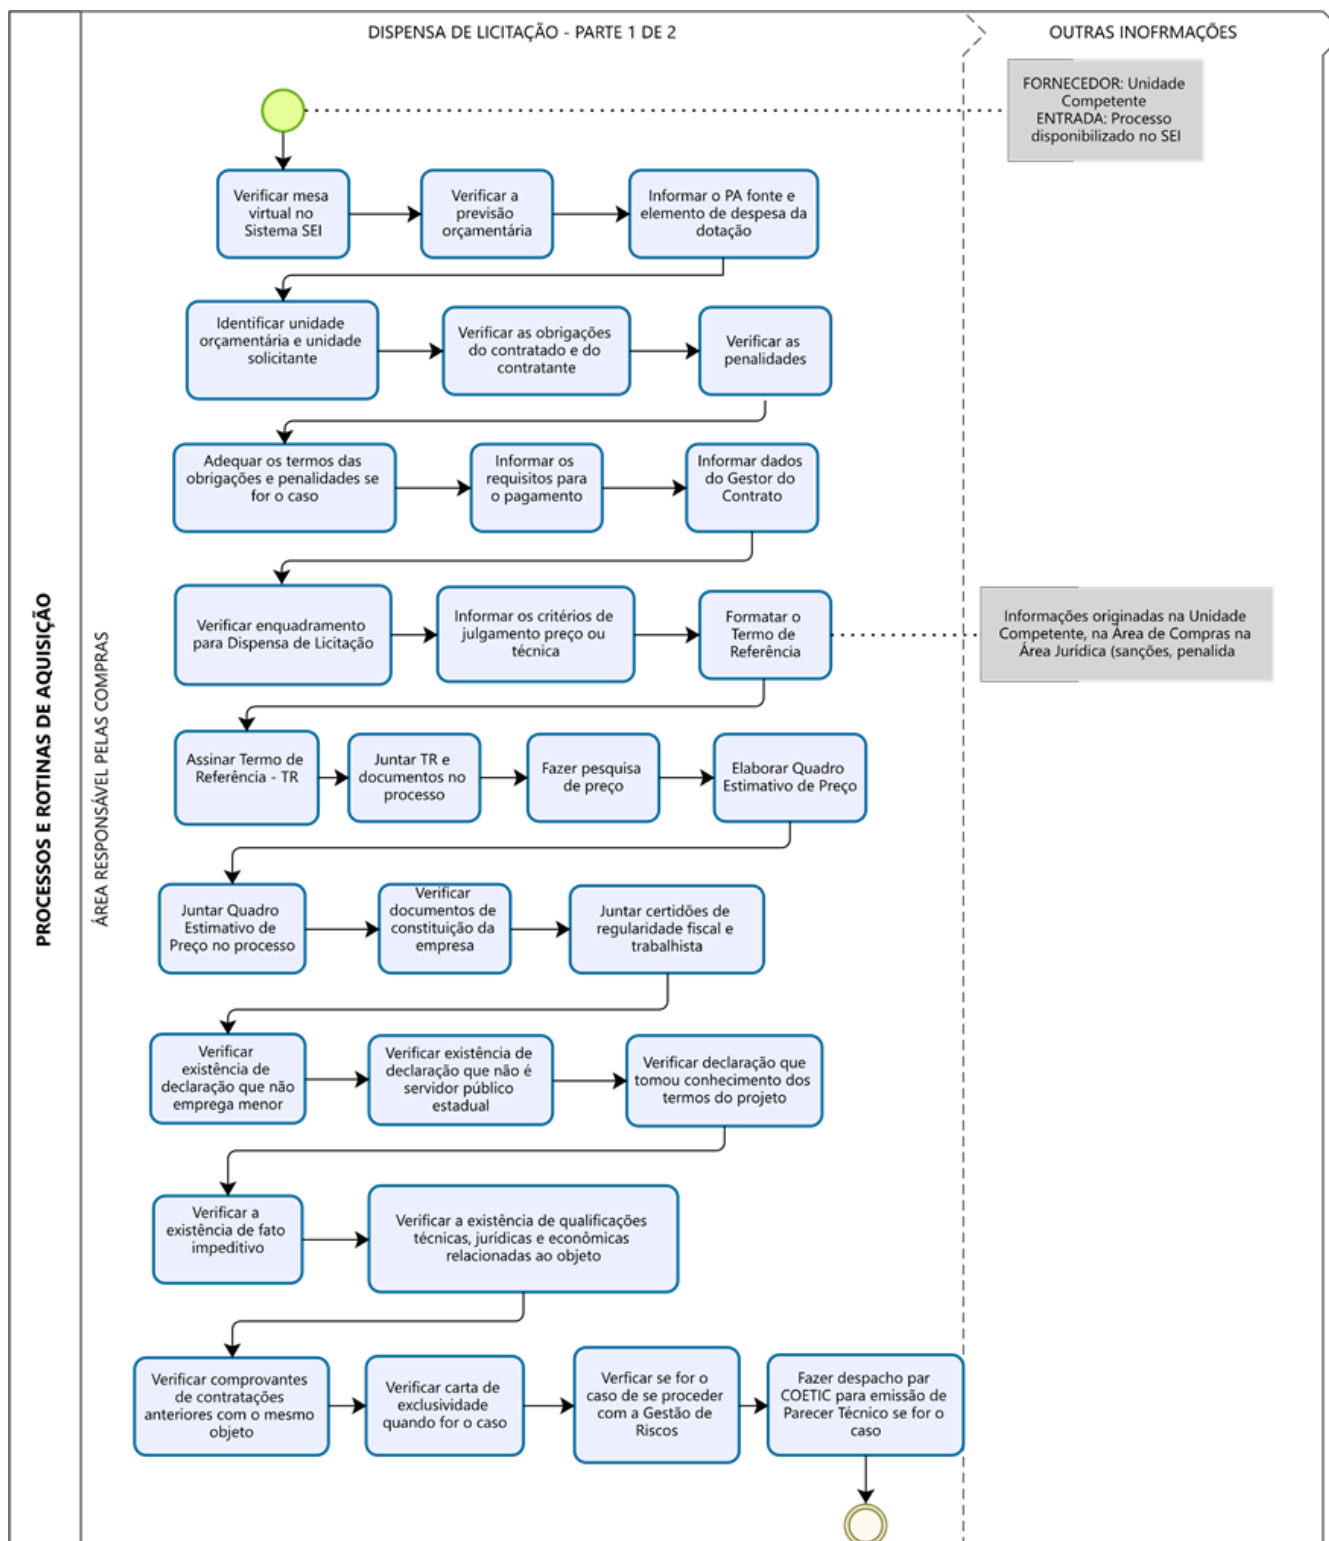 DISPENSA DE LICITAÇÃO - PARTE 1 DE 2
OUTRAS INOFRMAÇÕES
PROCESSOS E ROTINAS DE AQUISIÇÃO
ÁREA RESPONSÁVEL PELAS COMPRAS
FORNECEDOR: Unidade
Competente
ENTRADA: Processo
disponibilizado no SEI
Verificar mesa
virtual no
Sistema SEI
Verificar a
previsão
orçamentária
Informar o PA fonte e
elemento de despesa da
dotação
Identificar unidade
orçamentária e unidade
solicitante
Verificar as obrigações
do contratado e do
contratante
Verificar as
penalidades
Adequar os termos das
obrigações e penalidades se
for o caso
Informar os
requisitos para
o pagamento
Informar dados
do Gestor do
Contrato
Verificar enquadramento
para Dispensa de Licitação
Informar os critérios de
julgamento preço ou
técnica
Formatar o
Termo de
Referência
Informações originadas na Unidade
Competente, na Área de Compras na
Área Jurídica (sanções, penalida
Assinar Termo de
Referência - TR
Juntar TR e
documentos no
processo
Fazer pesquisa
de preço
Elaborar Quadro
Estimativo de Preço
Juntar Quadro
Estimativo de
Preço no processo
Verificar
documentos de
constituição da
empresa
Juntar certidões de
regularidade fiscal e
trabalhista
Verificar
existência de
declaração que não
emprega menor
Verificar existência de
declaração que não é
servidor público
estadual
Verificar declaração que
tomou conhecimento dos
termos do projeto
Verificar a
existência de fato
impeditivo
Verificar a existência de qualificações
técnicas, jurídicas e econômicas
relacionadas ao objeto
Verificar comprovantes
de contratações
anteriores com o mesmo
objeto
Verificar carta de
exclusividade
quando for o caso
Verficar se for o
caso de se proceder
com a Gestão de
Riscos
Fazer despacho par
COETIC para emissão de
Parecer Técnico se for o
caso